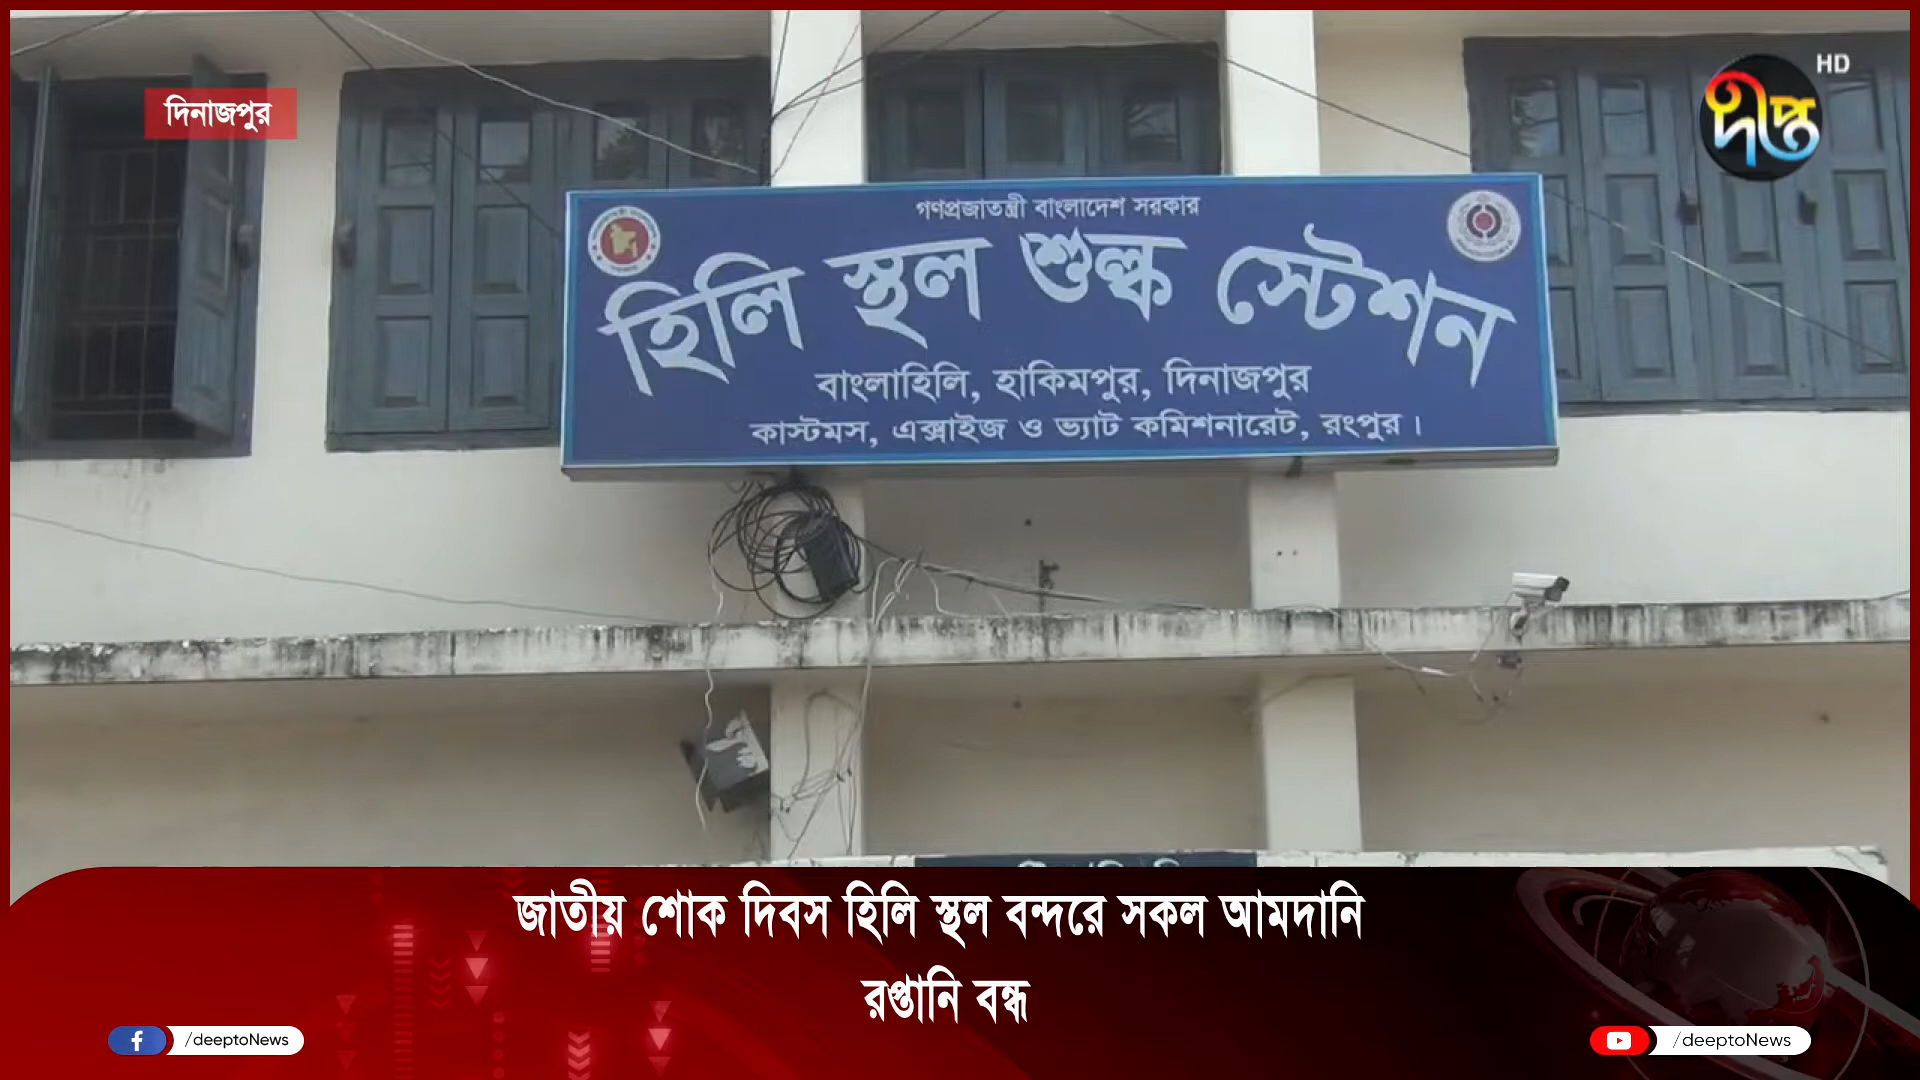 HD
দীপ্ত
দিনাজপুর
গণপ্রজাতন্ত্রী বাংলাদেশ সরকার
হিলি স্থল শুল্ক স্টেশন
বাংলাহিলি, হাকিমপুর, দিনাজপুর
কাস্টমস, এক্সাইজ ও ভ্যাট কমিশনারেট, রংপুর।
জাতীয় শোক দিবস হিলি স্থল বন্দরে সকল আমদানি
রপ্তানি বন্ধ
/deeptoNews
/deeptoNews